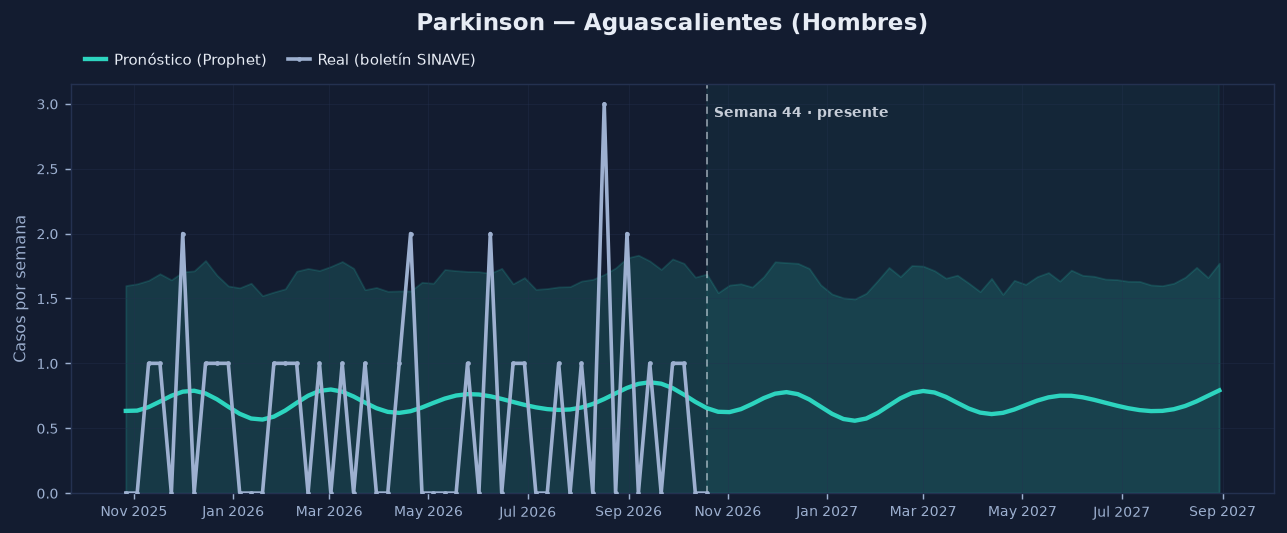 Parkinson — Aguascalientes (Hombres)
Pronóstico (Prophet) Real (boletín SINAVE)
Semana 44 · presente
Casos por semana
3.0
2.5
2.0
1.5
1.0
0.5
0.0
Nov 2025 Jan 2026 Mar 2026 May 2026 Jul 2026 Sep 2026 Nov 2026 Jan 2027 Mar 2027 May 2027 Jul 2027 Sep 2027